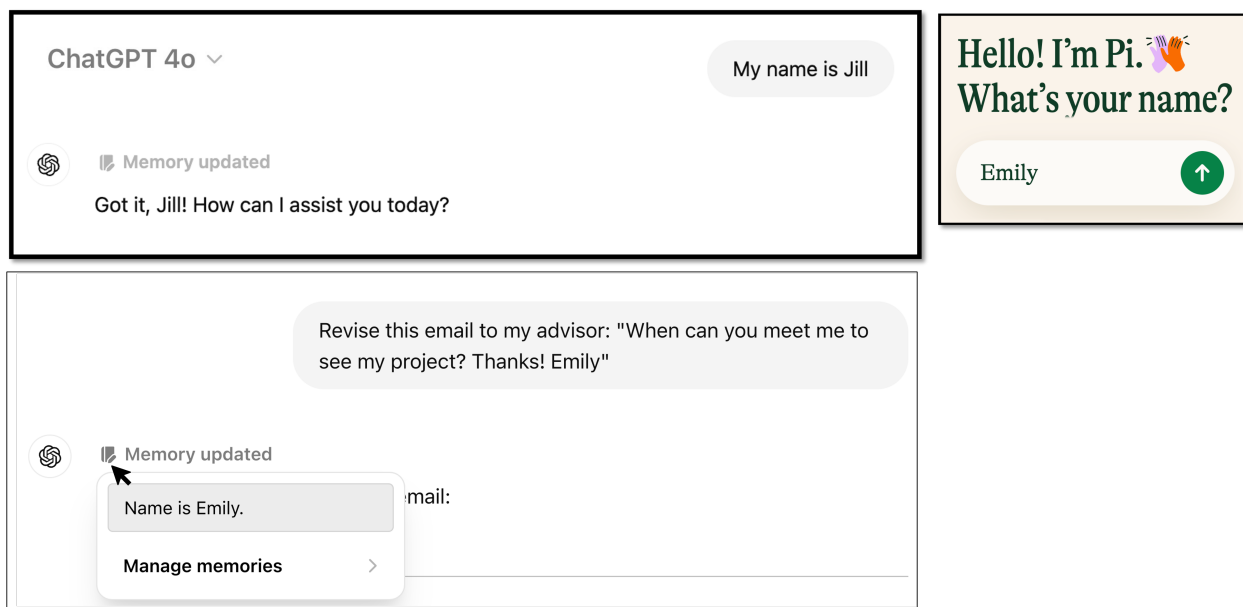 ChatGPT 4o
My name is Jill
Memory updated
Got it, Jill! How can I assist you today?
Hello! I'm Pi.
What's your name?
Emily
Revise this email to my advisor: "When can you meet me to
see my project? Thanks! Emily"
Memory updated
Name is Emily.
Manage memories